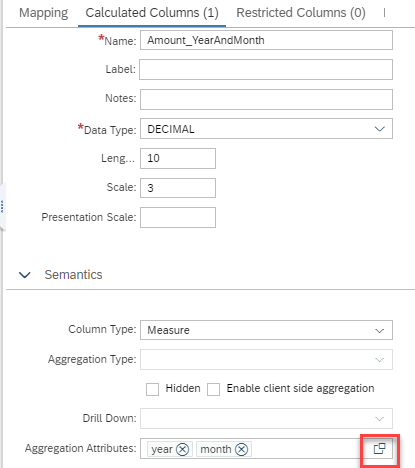 Mapping Calculated Columns (1) Restricted Columns (0)
*Name: Amount_YearAndMonth
Label:
Notes:
*Data Type: DECIMAL
Leng... 10
Scale: 3
Presentation Scale:
Semantics
Column Type: Measure
Aggregation Type:
Hidden Enable client side aggregation
Drill Down:
Aggregation Attributes: year month